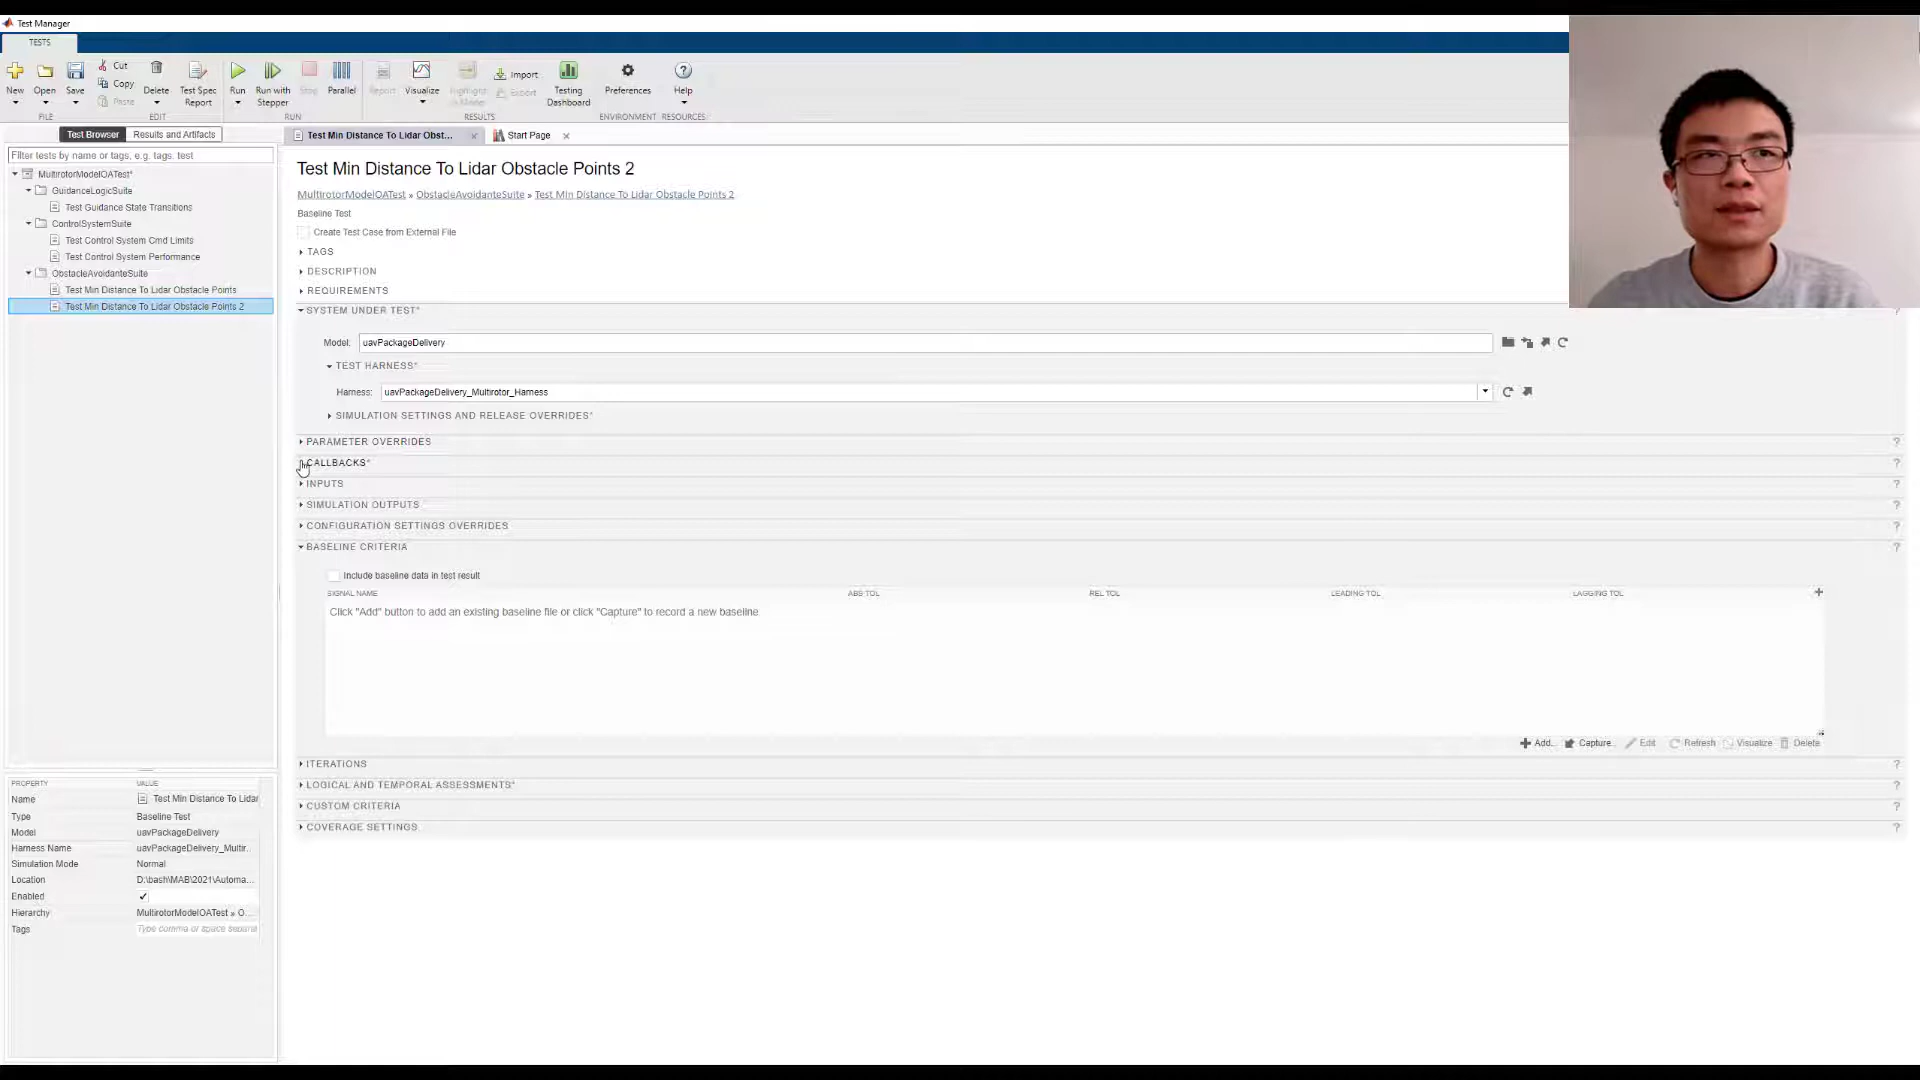 Test Manager
TESTS
New
Open
Save
Cut
Copy
Paste
Delete
Test Spec Report
Run
Run with Stepper
Stop
Parallel
Report
Visualize
Highlight in Model
Import
Export
Testing Dashboard
Preferences
Help
FILE
EDIT
RUN
RESULTS
ENVIRONMENT
RESOURCES
Test Browser
Results and Artifacts
Filter tests by name or tags, e.g. tags: test
MultirotorModelOATest*
GuidanceLogicSuite
Test Guidance State Transitions
ControlSystemSuite
Test Control System Cmd Limits
Test Control System Performance
ObstacleAvoidanteSuite
Test Min Distance To Lidar Obstacle Points
Test Min Distance To Lidar Obstacle Points 2
PROPERTY VALUE
Name Test Min Distance To Lidar
Type Baseline Test
Model uavPackageDelivery
Harness Name uavPackageDelivery_Multir...
Simulation Mode Normal
Location D:\bash\MAB\2021\Automa...
Enabled
Hierarchy MultirotorModelOATest » O...
Tags Type comma or space separa
Test Min Distance To Lidar Obst...
Start Page
Test Min Distance To Lidar Obstacle Points 2
MultirotorModelOATest » ObstacleAvoidanteSuite » Test Min Distance To Lidar Obstacle Points 2
Baseline Test
Create Test Case from External File
TAGS
DESCRIPTION
REQUIREMENTS
SYSTEM UNDER TEST*
Model: uavPackageDelivery
TEST HARNESS*
Harness: uavPackageDelivery_Multirotor_Harness
SIMULATION SETTINGS AND RELEASE OVERRIDES*
PARAMETER OVERRIDES ?
CALLBACKS* ?
INPUTS ?
SIMULATION OUTPUTS ?
CONFIGURATION SETTINGS OVERRIDES ?
BASELINE CRITERIA ?
Include baseline data in test result
SIGNAL NAME ABS TOL REL TOL LEADING TOL LAGGING TOL
Click "Add" button to add an existing baseline file or click "Capture" to record a new baseline
Add... Capture... Edit Refresh Visualize Delete
ITERATIONS ?
LOGICAL AND TEMPORAL ASSESSMENTS* ?
CUSTOM CRITERIA ?
COVERAGE SETTINGS ?